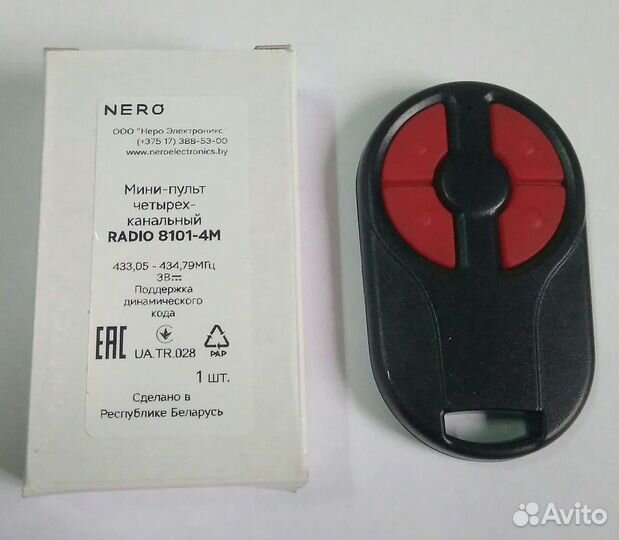 NERO
ООО "Неро Электроникс"
(+375 17) 388-53-00
www.neroelectronics.by
Мини-пульт
четырех-
канальный
RADIO 8101-4M
433,05 - 434,79МГц
3В
Поддержка
динамического
кода
EAC
UA.TR.028
PAP
1 шт.
Сделано в
Республике Беларусь
Avito